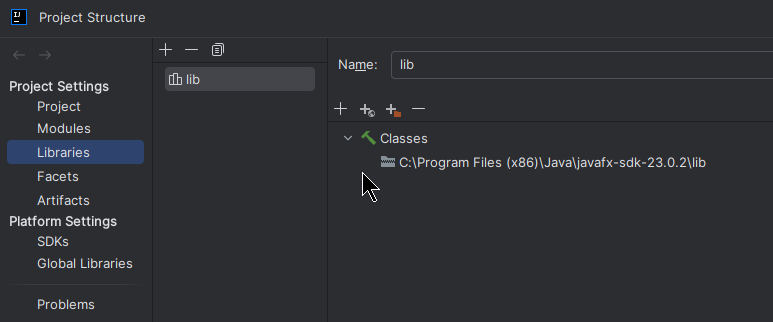 Project Structure
Project Settings
Project
Modules
Libraries
Facets
Artifacts
Platform Settings
SDKs
Global Libraries
Problems
lib
Name: lib
Classes
C:\Program Files (x86)\Java\javafx-sdk-23.0.2\lib